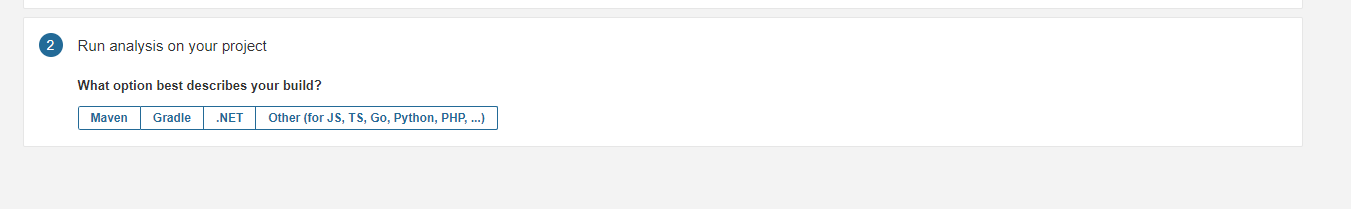 2 Run analysis on your project
What option best describes your build?
Maven Gradle .NET Other (for JS, TS, Go, Python, PHP, ...)